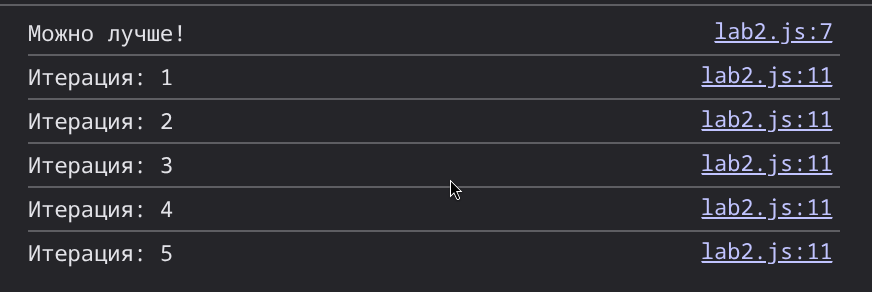 Можно лучше! lab2.js:7
Итерация: 1 lab2.js:11
Итерация: 2 lab2.js:11
Итерация: 3 lab2.js:11
Итерация: 4 lab2.js:11
Итерация: 5 lab2.js:11